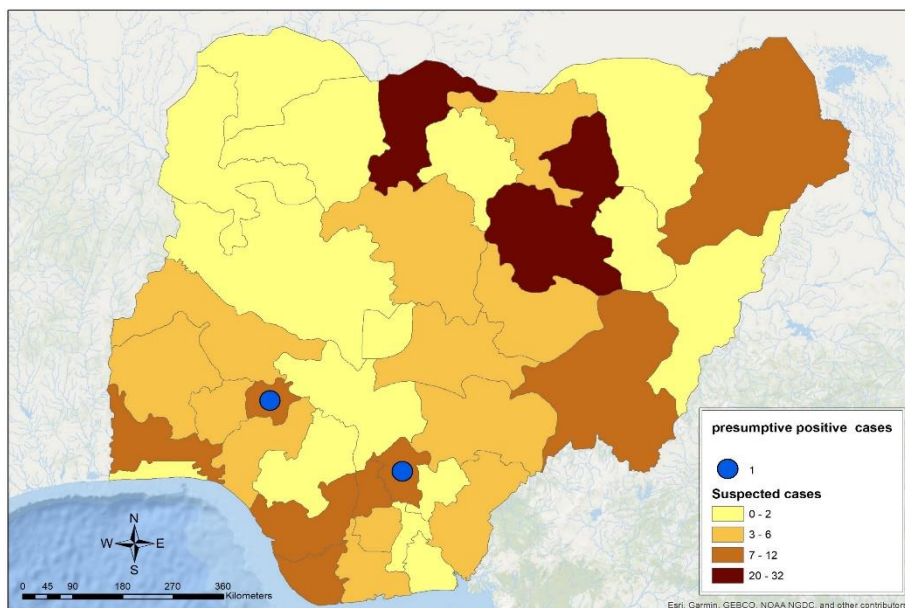 presumptive positive cases
1
Suspected cases
0 - 2
3 - 6
7 - 12
20 - 32
N
W E
S
0 45 90 180 270 360
Kilometers
Esri, Garmin, GEBCO, NOAA NGDC, and other contributors